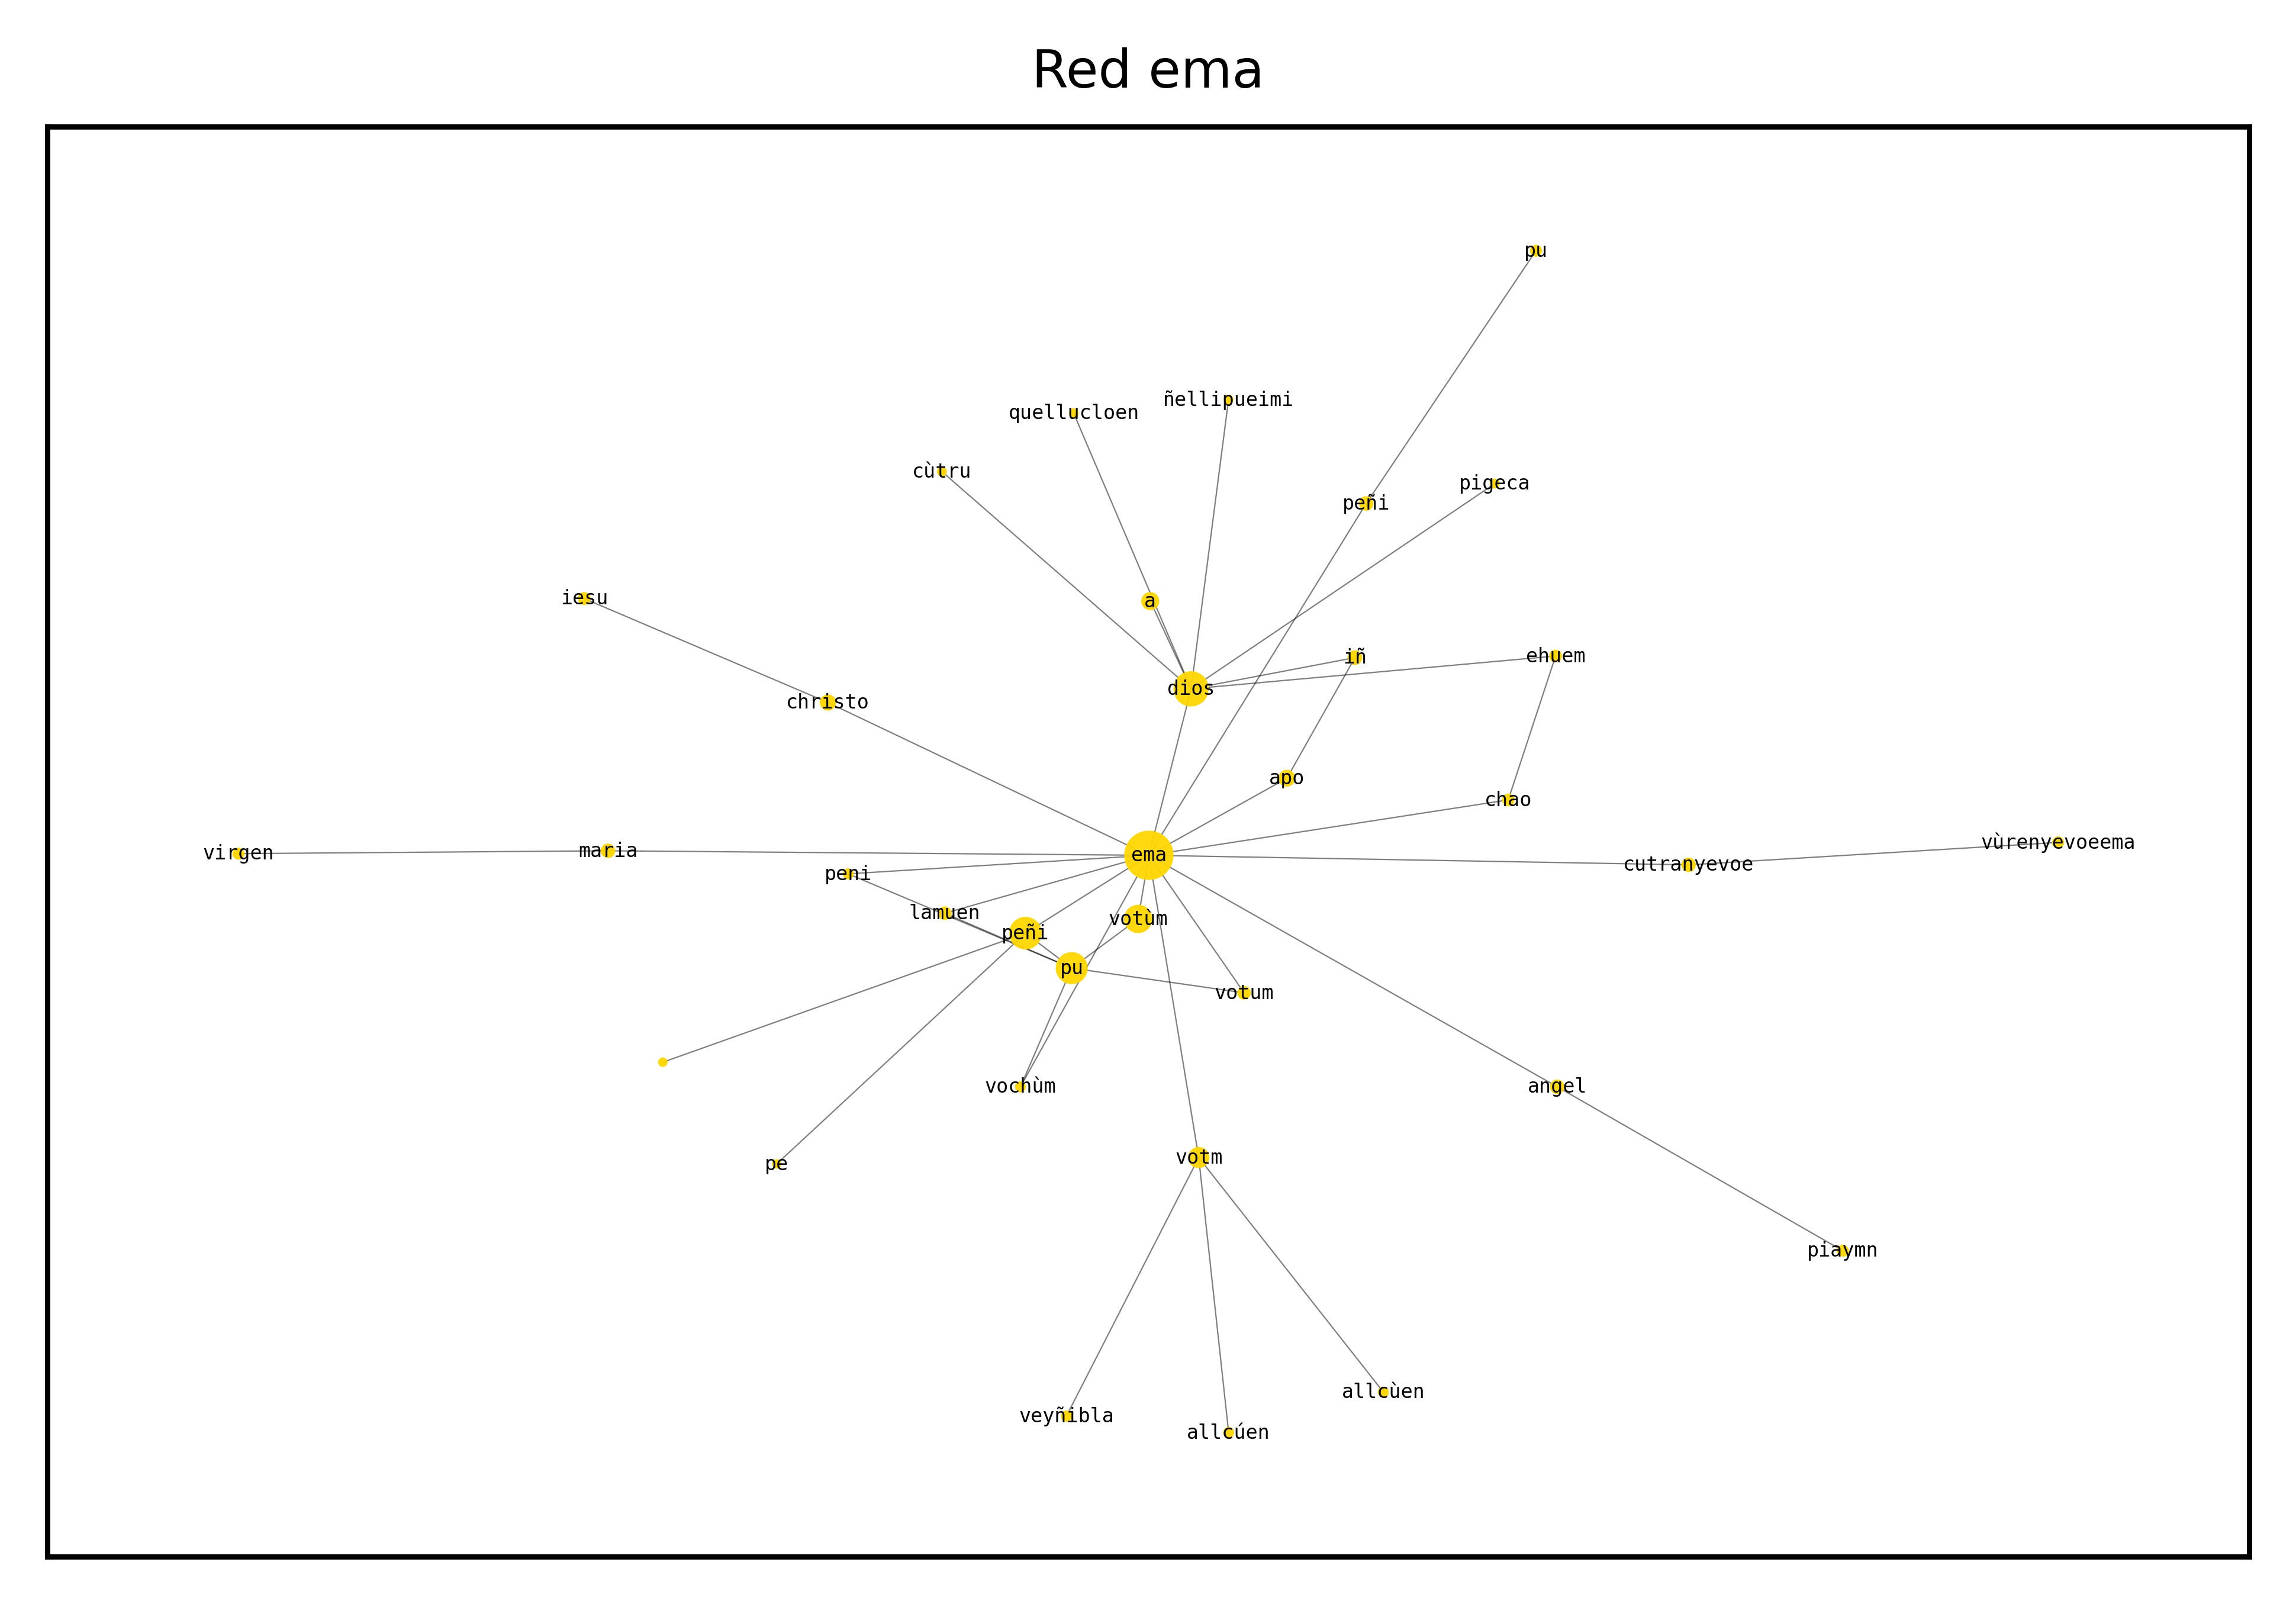 Red ema
pu
ñellipueimi
quellucloen
cùtru
pigeca
peñi
iesu
a
iñ
ehuem
dios
christo
apo
chao
vùrenyevoeema
maria
virgen
ema
cutranyevoe
peni
lamuen
votùm
peñi
pu
votum
vochùm
angel
votm
pe
piaymn
allcùen
veyñibla
allcúen